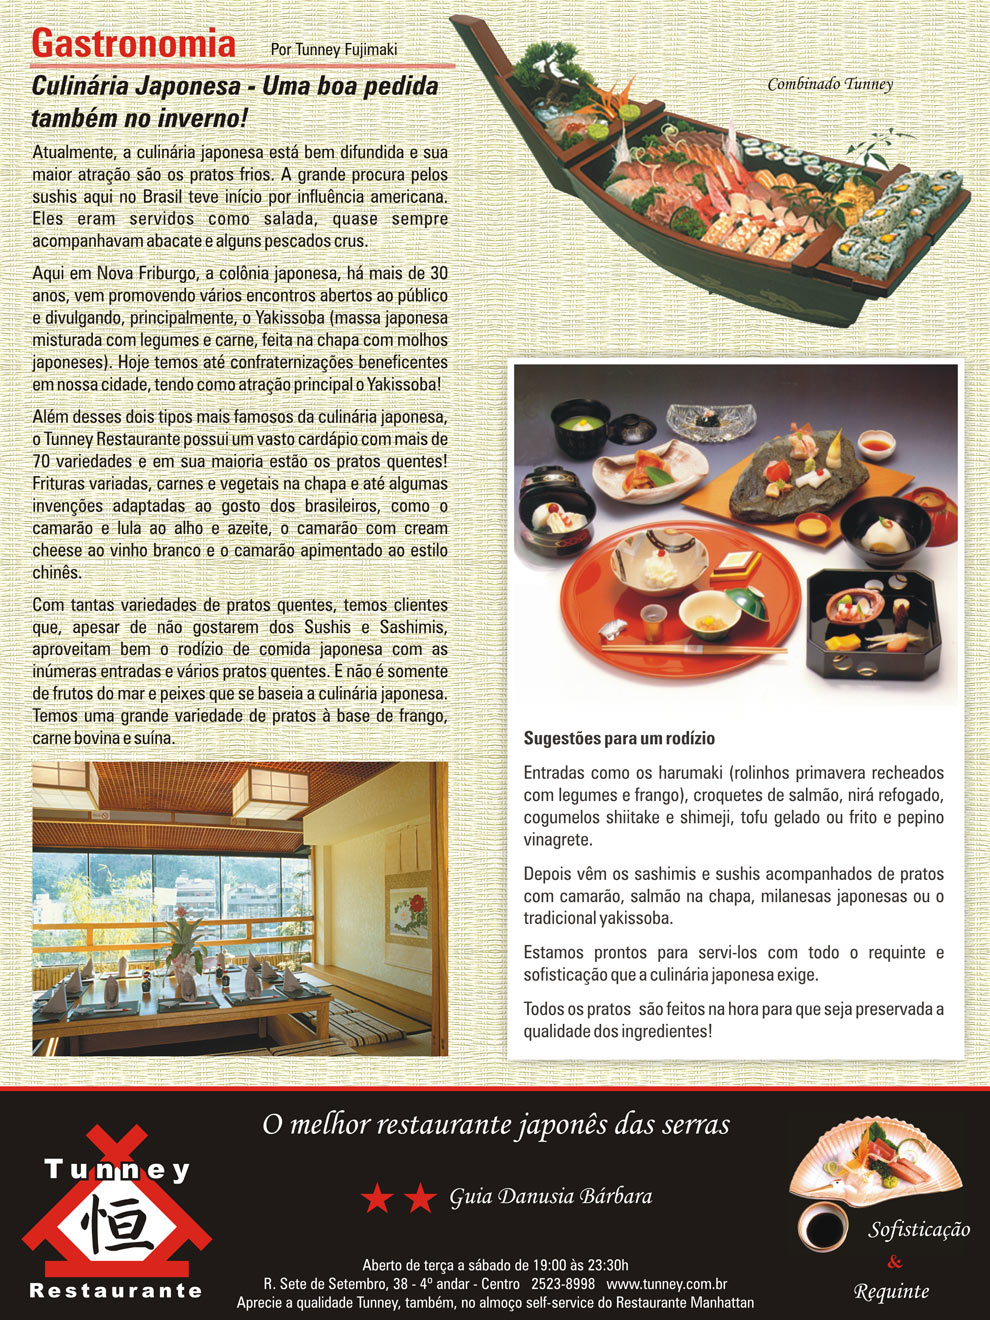 Gastronomia
Por Tunney Fujimaki
Culinária Japonesa - Uma boa pedida
também no inverno!
Atualmente, a culinária japonesa está bem difundida e sua
maior atração são os pratos frios. A grande procura pelos
sushis aqui no Brasil teve início por influência americana.
Eles eram servidos como salada, quase sempre
acompanhavam abacate e alguns pescados crus.
Aqui em Nova Friburgo, a colônia japonesa, há mais de 30
anos, vem promovendo vários encontros abertos ao público
e divulgando, principalmente, o Yakissoba (massa japonesa
misturada com legumes e carne, feita na chapa com molhos
japoneses). Hoje temos até confraternizações beneficentes
em nossa cidade, tendo como atração principal o Yakissoba!
Além desses dois tipos mais famosos da culinária japonesa,
o Tunney Restaurante possui um vasto cardápio com mais de
70 variedades e em sua maioria estão os pratos quentes!
Frituras variadas, carnes e vegetais na chapa e até algumas
invenções adaptadas ao gosto dos brasileiros, como o
camarão e lula ao alho e azeite, o camarão com cream
cheese ao vinho branco e o camarão apimentado ao estilo
chinês.
Com tantas variedades de pratos quentes, temos clientes
que, apesar de não gostarem dos Sushis e Sashimis,
aproveitam bem o rodízio de comida japonesa com as
inúmeras entradas e vários pratos quentes. E não é somente
de frutos do mar e peixes que se baseia a culinária japonesa.
Temos uma grande variedade de pratos à base de frango,
carne bovina e suína.
Combinado Tunney
Sugestões para um rodízio
Entradas como os harumaki (rolinhos primavera recheados
com legumes e frango), croquetes de salmão, nirá refogado,
cogumelos shiitake e shimeji, tofu gelado ou frito e pepino
vinagrete.
Depois vêm os sashimis e sushis acompanhados de pratos
com camarão, salmão na chapa, milanesas japonesas ou o
tradicional yakissoba.
Estamos prontos para servi-los com todo o requinte e
sofisticação que a culinária japonesa exige.
Todos os pratos são feitos na hora para que seja preservada a
qualidade dos ingredientes!
Tunney
恒
Restaurante
O melhor restaurante japonês das serras
Guia Danusia Bárbara
Aberto de terça a sábado de 19:00 às 23:30h
R. Sete de Setembro, 38 - 4º andar - Centro 2523-8998 www.tunney.com.br
Aprecie a qualidade Tunney, também, no almoço self-service do Restaurante Manhattan
Sofisticação
&
Requinte